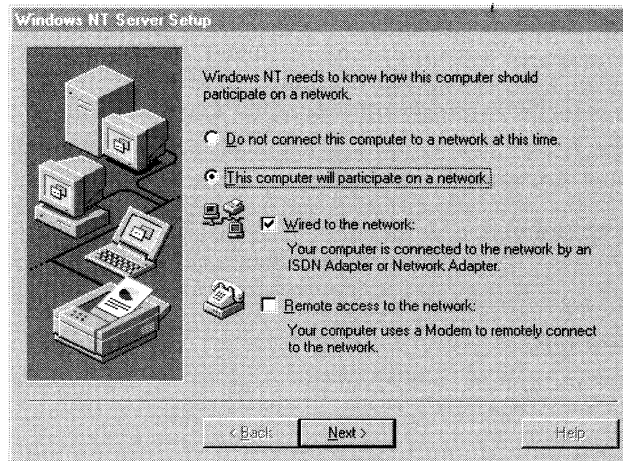 Windows NT Server Setup
Windows NT needs to know how this computer should
participate on a network.
Do not connect this computer to a network at this time.
This computer will participate on a network.
Wired to the network:
Your computer is connected to the network by an
ISDN Adapter or Network Adapter.
Remote access to the network:
Your computer uses a Modem to remotely connect
to the network.
< Back
Next >
Help